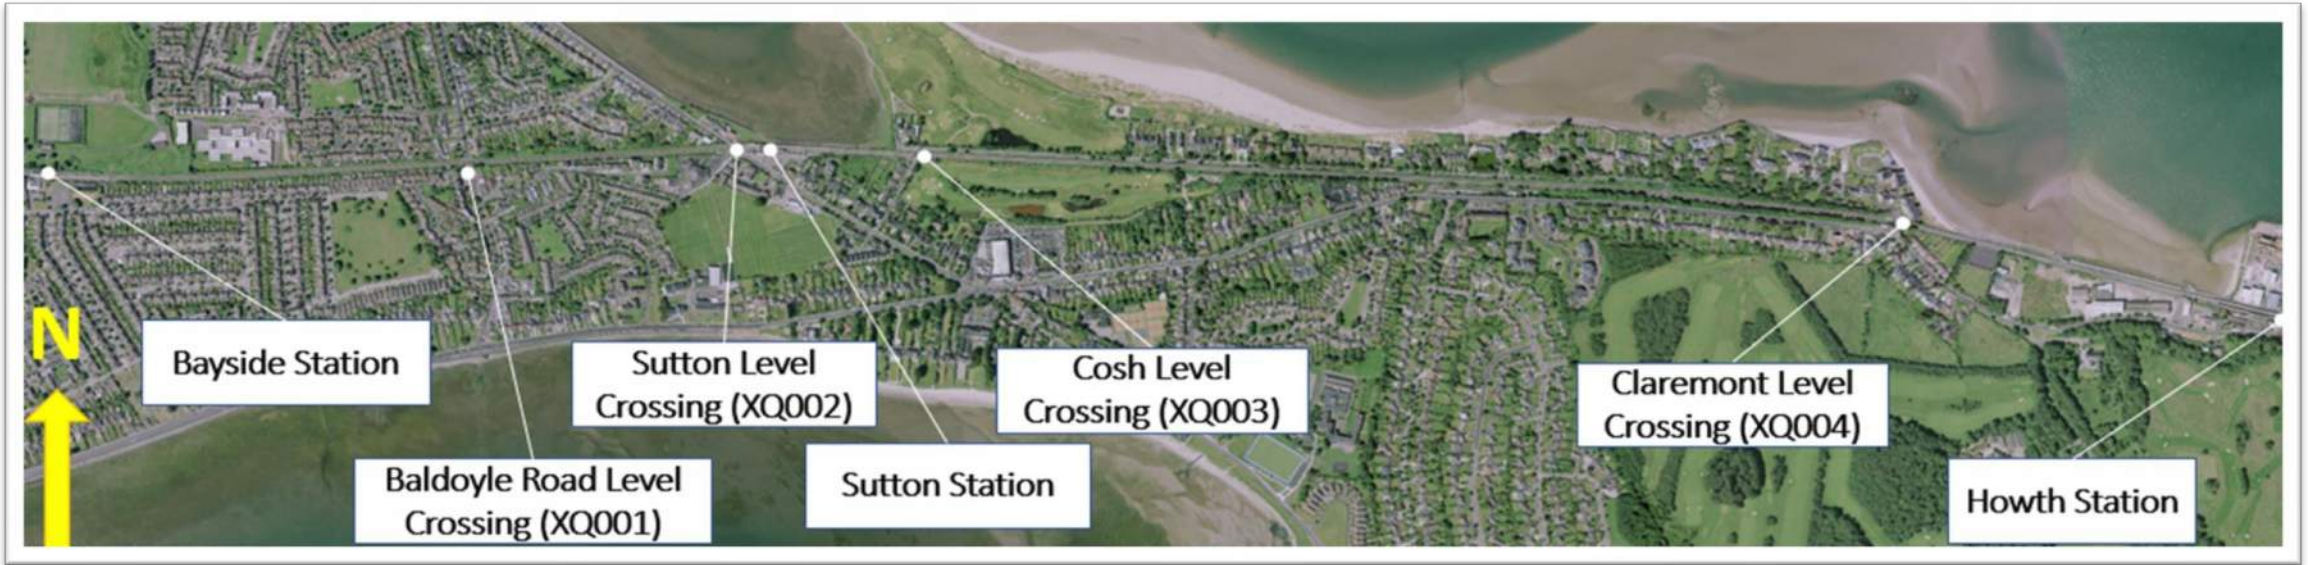 N
Bayside Station
Baldoyle Road Level
Crossing (XQ001)
Sutton Level
Crossing (XQ002)
Sutton Station
Cosh Level
Crossing (XQ003)
Claremont Level
Crossing (XQ004)
Howth Station